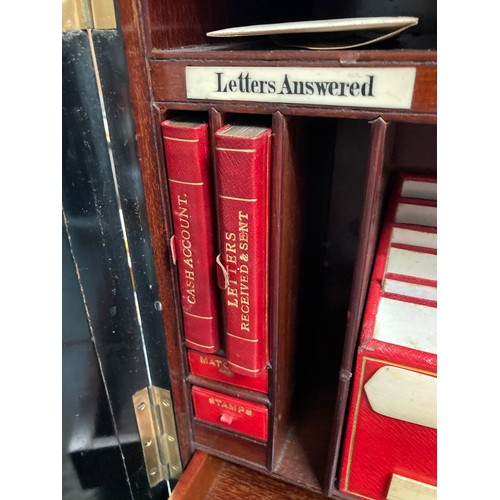 Letters Answered
CASH ACCOUNT.
LETTERS
RECEIVED & SENT
STAMPS